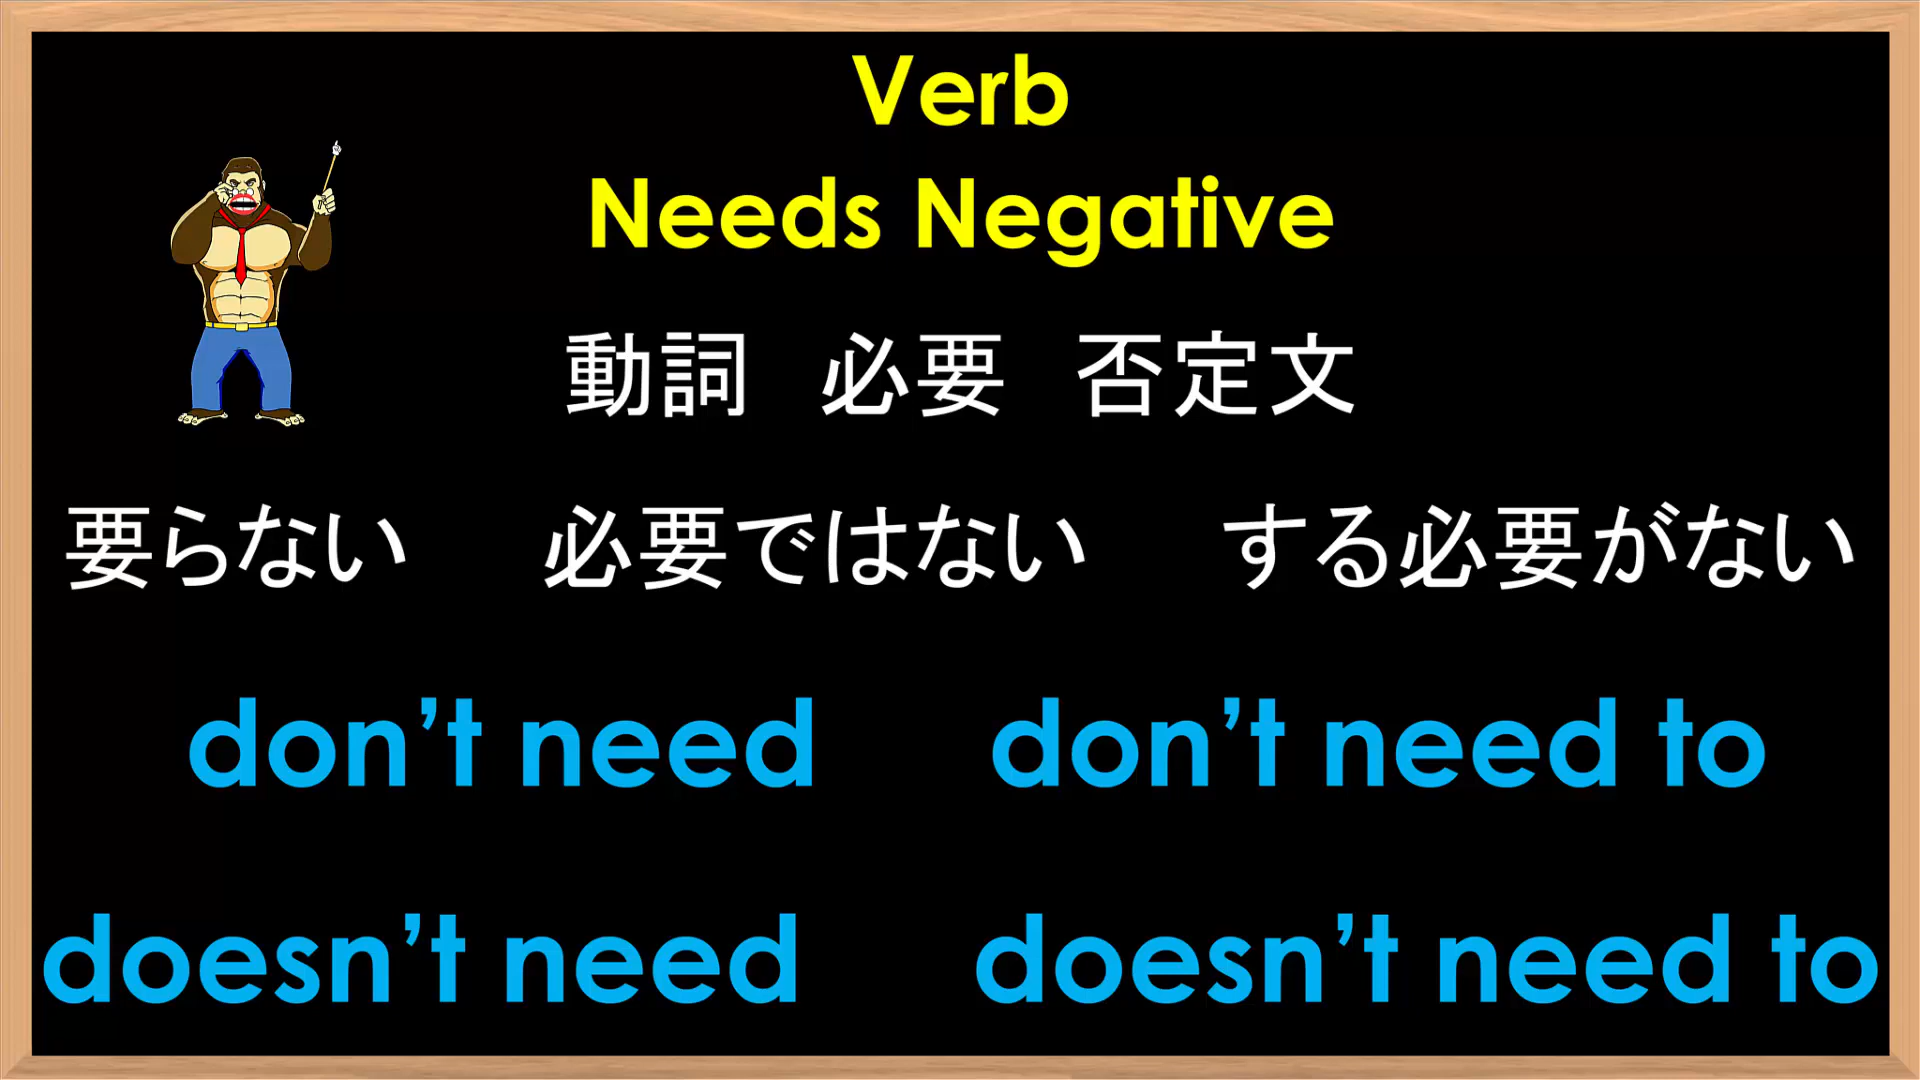 Verb
Needs Negative
動詞　必要　否定文
要らない　必要ではない　する必要がない
don’t need　don’t need to
doesn’t need　doesn’t need to